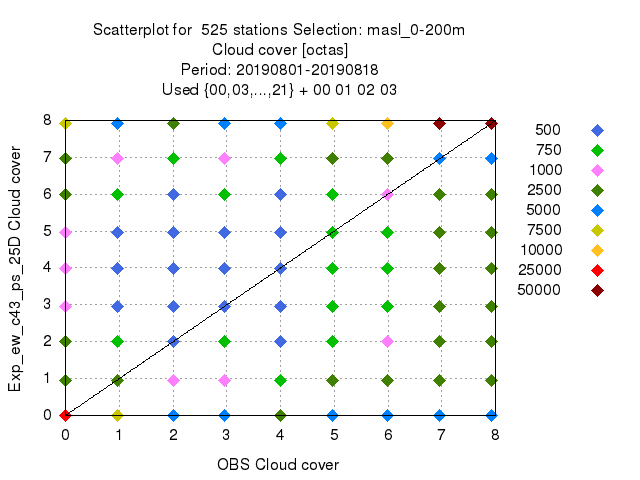 Scatterplot for 525 stations Selection: masl_0-200m
Cloud cover [octas]
Period: 20190801-20190818
Used {00,03,...,21} + 00 01 02 03
8
7
6
5
4
3
2
1
0
Exp_ew_c43_ps_25D Cloud cover
0 1 2 3 4 5 6 7 8
OBS Cloud cover
500
750
1000
2500
5000
7500
10000
25000
50000